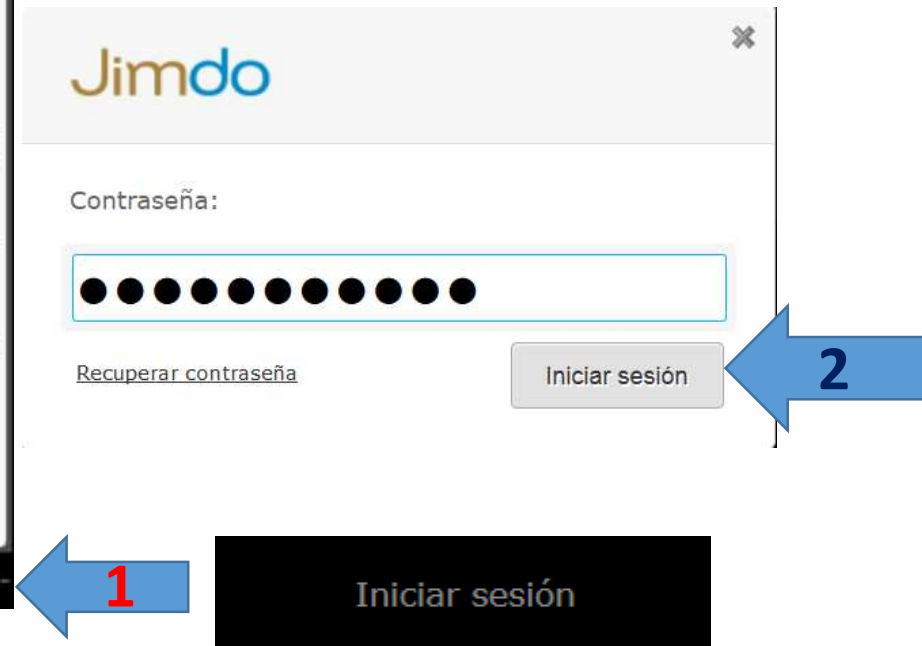 Jimdo
Contraseña:
Recuperar contraseña
Iniciar sesión
2
1
Iniciar sesión